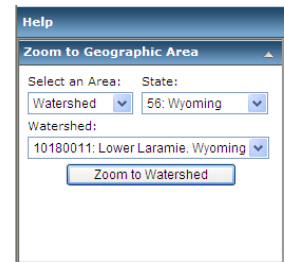 Help
Zoom to Geographic Area
Select an Area: State:
Watershed 56: Wyoming
Watershed:
10180011: Lower Laramie. Wyoming
Zoom to Watershed